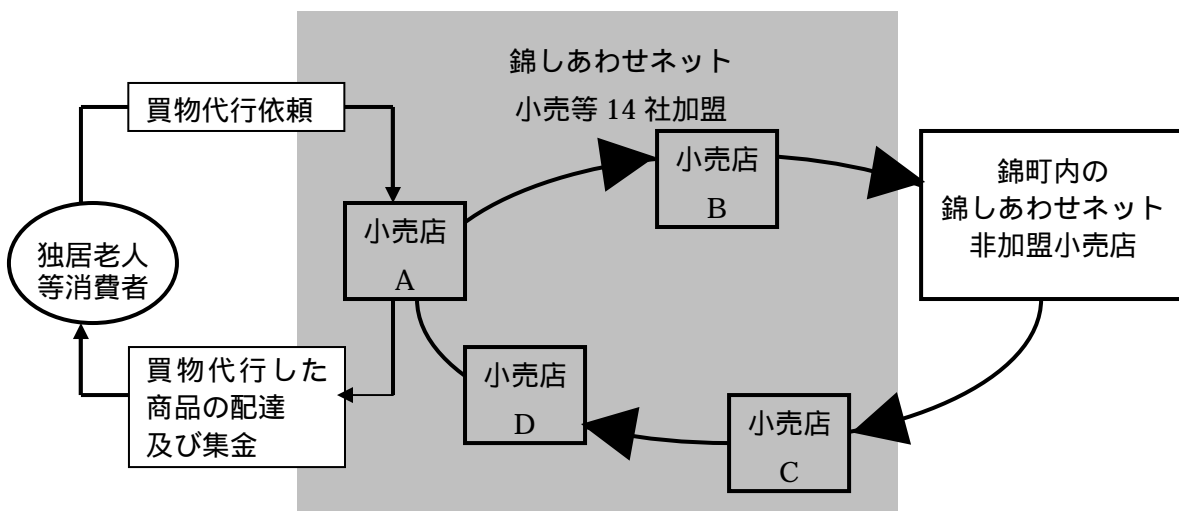 錦しあわせネット
小売等 14 社加盟
買物代行依頼
小売店
B
錦町内の
錦しあわせネット
非加盟小売店
小売店
A
独居老人
等消費者
買物代行した
商品の配達
及び集金
小売店
D
小売店
C